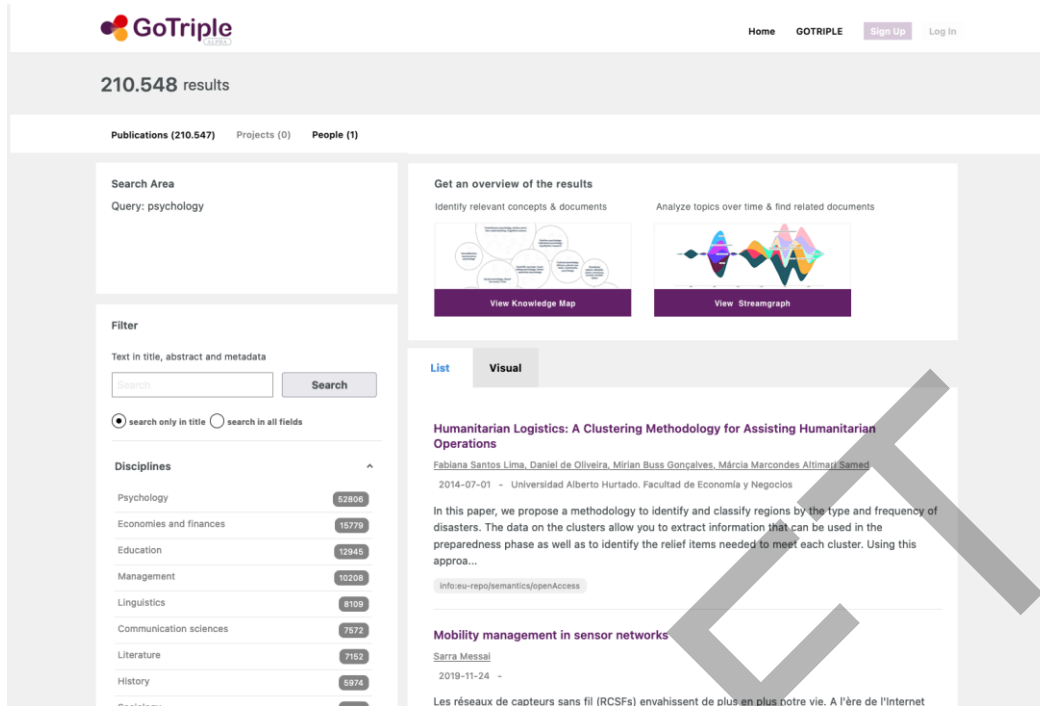 GoTriple
ALPHA
Home GOTRIPLE Sign Up Log In
210.548 results
Publications (210.547) Projects (0) People (1)
Search Area
Query: psychology
Get an overview of the results
Identify relevant concepts & documents
Analyze topics over time & find related documents
View Knowledge Map
View Streamgraph
Filter
Text in title, abstract and metadata
Search
Search
search only in title search in all fields
Disciplines
Psychology 52806
Economies and finances 15779
Education 12945
Management 10208
Linguistics 8109
Communication sciences 7572
Literature 7152
History 5974
List Visual
Humanitarian Logistics: A Clustering Methodology for Assisting Humanitarian
Operations
Fabiana Santos Lima, Daniel de Oliveira, Mirian Buss Gonçalves, Márcia Marcondes Altimari Samed
2014-07-01 - Universidad Alberto Hurtado. Facultad de Economía y Negocios
In this paper, we propose a methodology to identify and classify regions by the type and frequency of
disasters. The data on the clusters allow you to extract information that can be used in the
preparedness phase as well as to identify the relief items needed to meet each cluster. Using this
approa...
info:eu-repo/semantics/openAccess
Mobility management in sensor networks
Sarra Messai
2019-11-24 -
Les réseaux de capteurs sans fil (RCSFs) envahissent de plus en plus notre vie. A l'ère de l'Internet